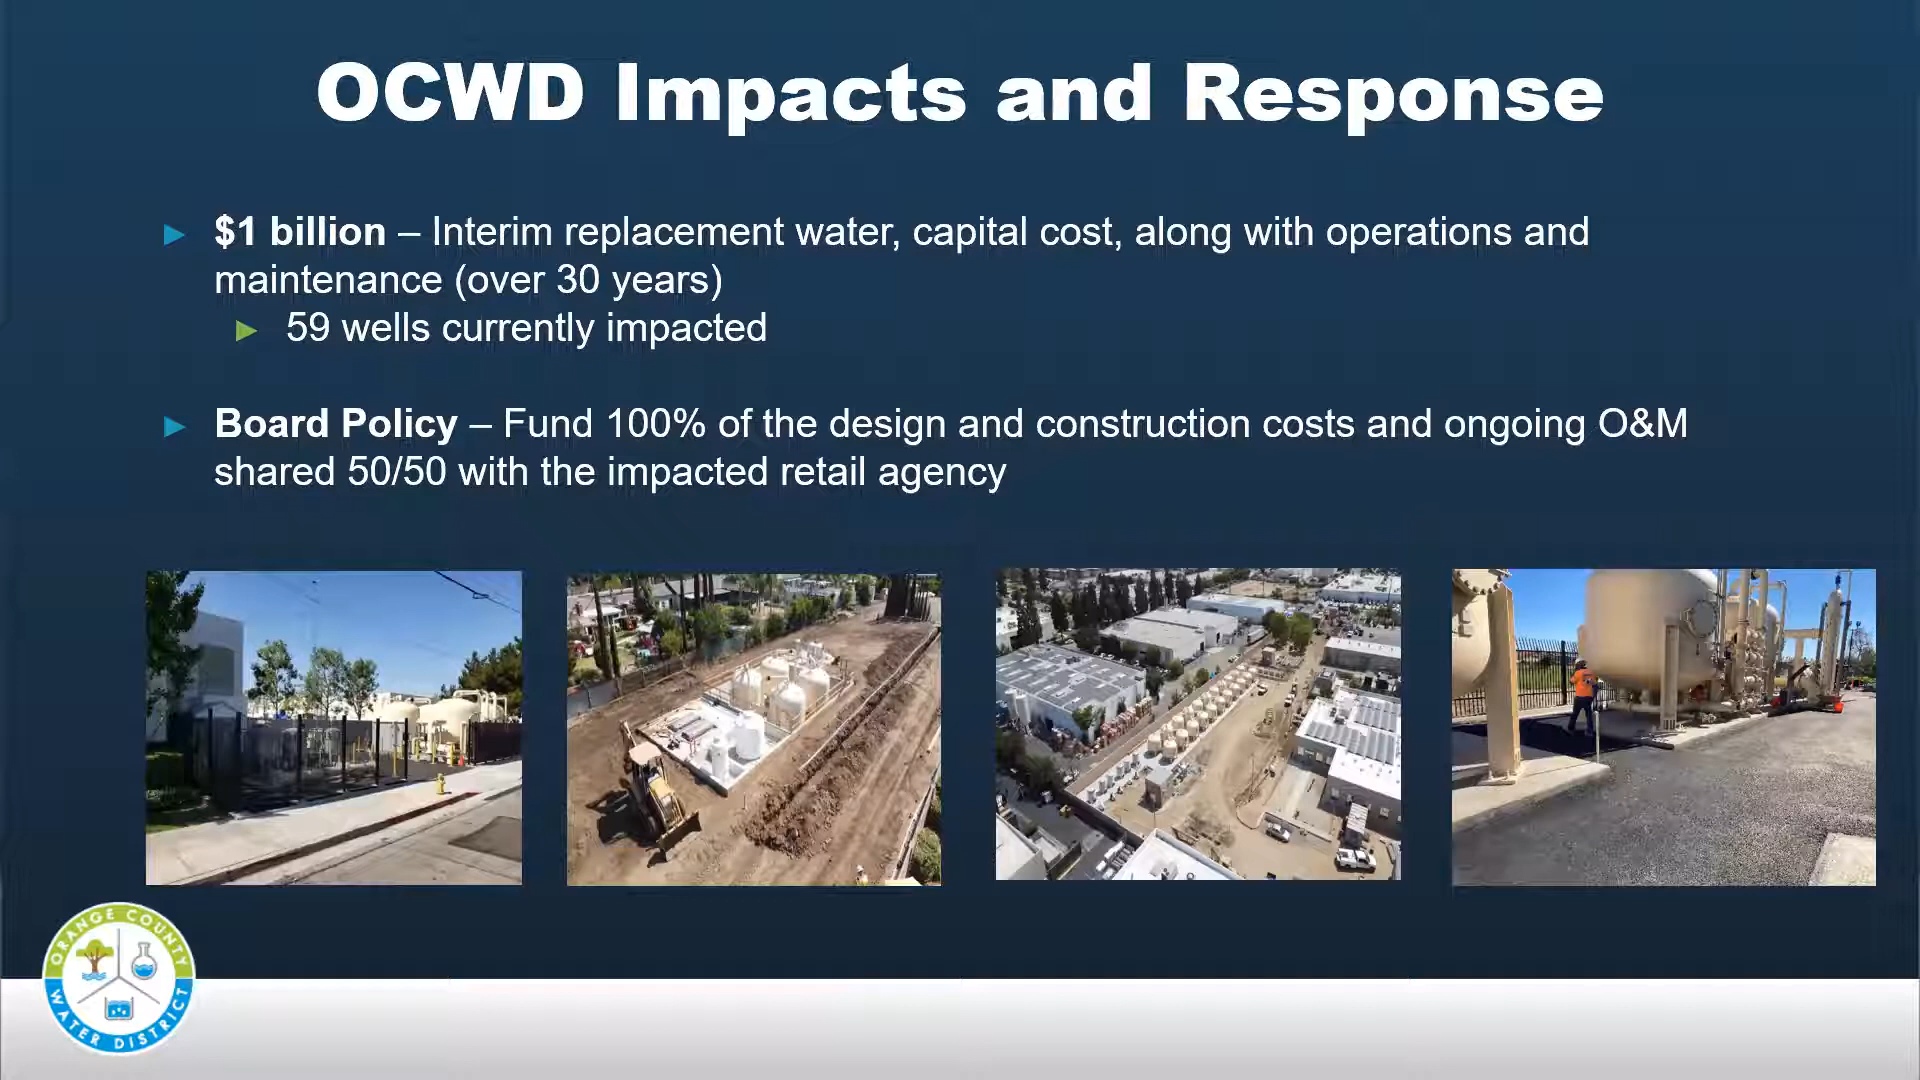 OCWD Impacts and Response
$1 billion – Interim replacement water, capital cost, along with operations and
maintenance (over 30 years)
59 wells currently impacted
Board Policy – Fund 100% of the design and construction costs and ongoing O&M
shared 50/50 with the impacted retail agency
ORANGE COUNTY
WATER DISTRICT